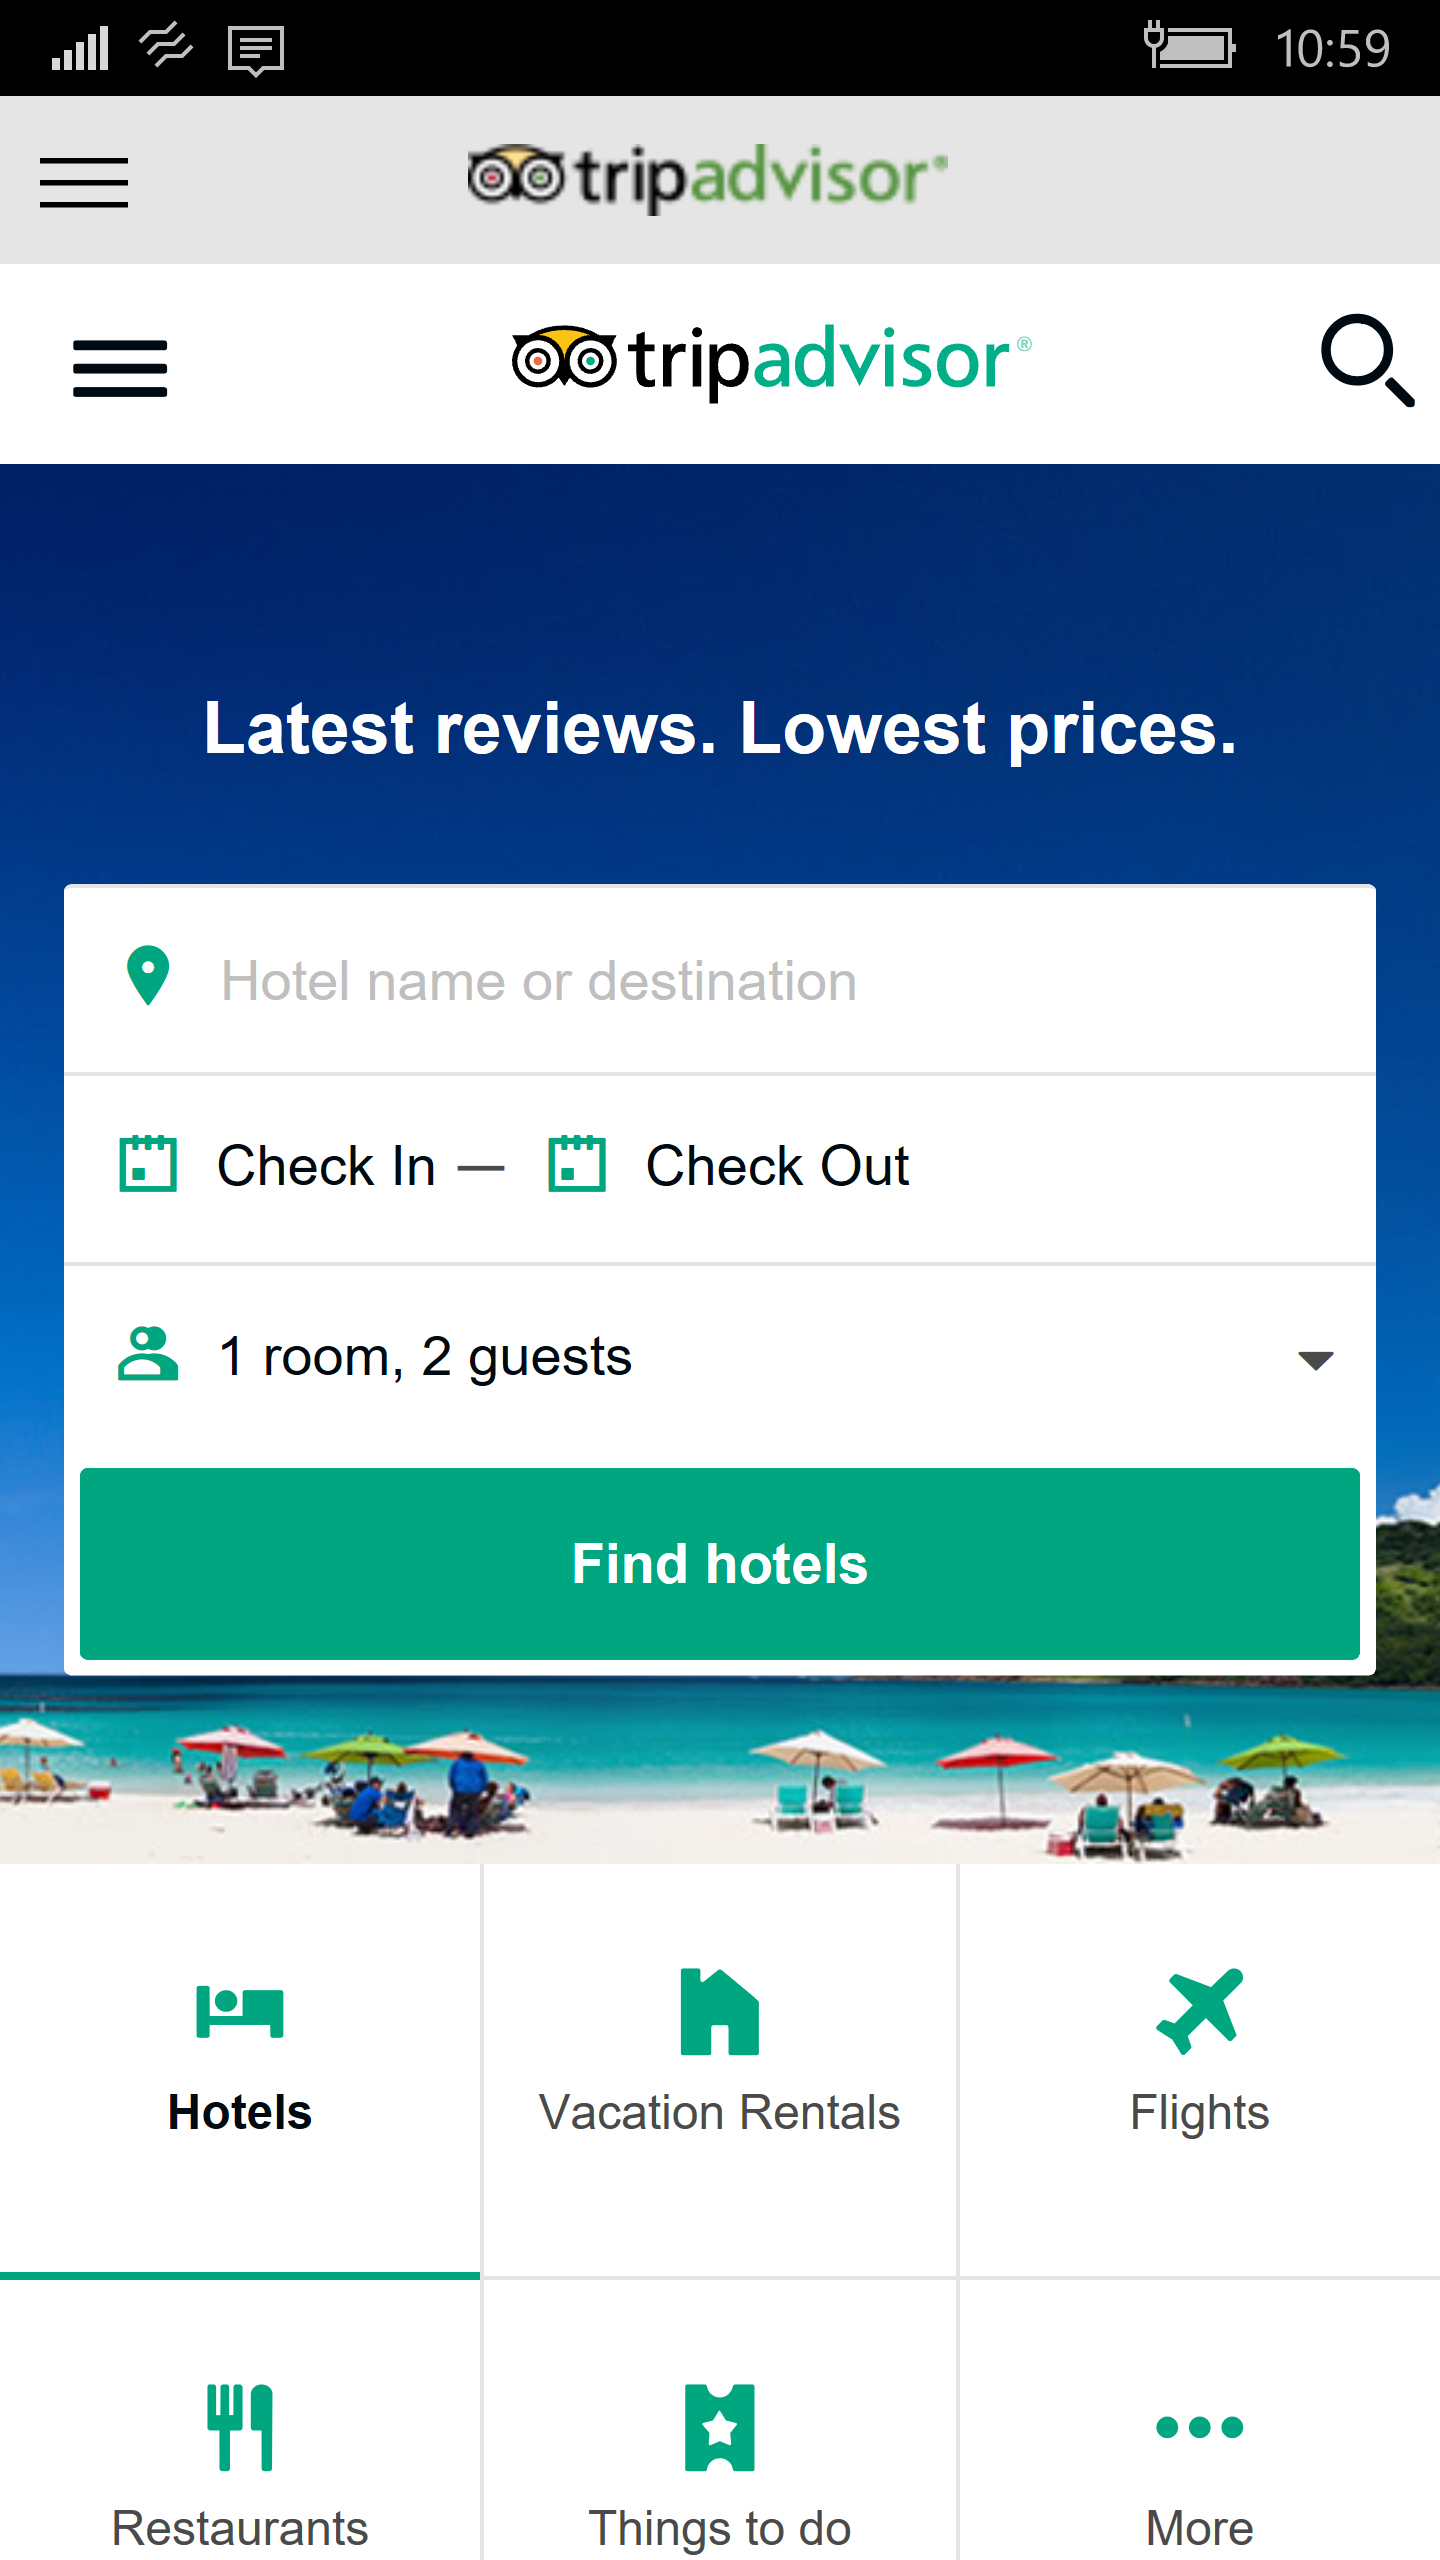 10:59
tripadvisor®
tripadvisor®
Latest reviews. Lowest prices.
Hotel name or destination
Check In — Check Out
1 room, 2 guests
Find hotels
Hotels Vacation Rentals Flights
Restaurants Things to do More